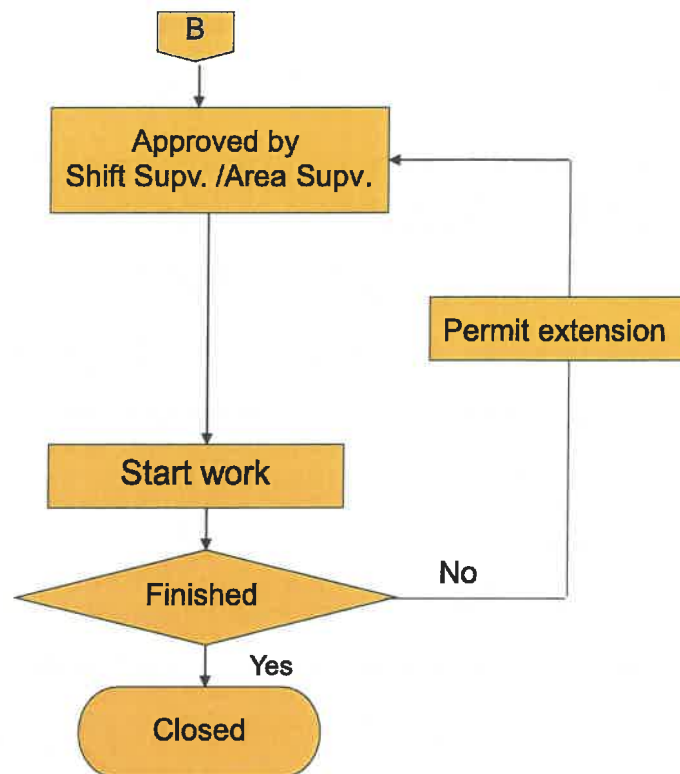 B
Approved by
Shift Supv. /Area Supv.
Permit extension
Start work
Finished
No
Yes
Closed